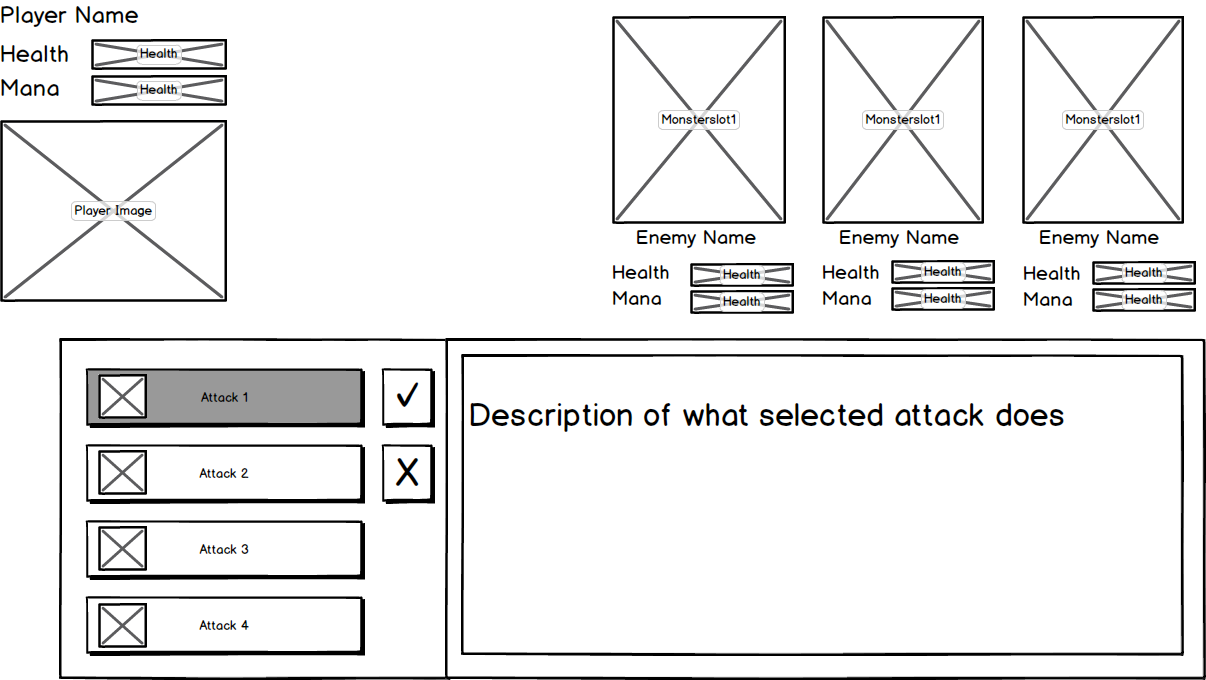 Player Name
Health Health
Mana Health
Player Image
Monsterslot1 Monsterslot1 Monsterslot1
Enemy Name Enemy Name Enemy Name
Health Health Health Health Health Health
Mana Health Mana Health Mana Health
Attack 1
Attack 2
Attack 3
Attack 4
✓
X
Description of what selected attack does